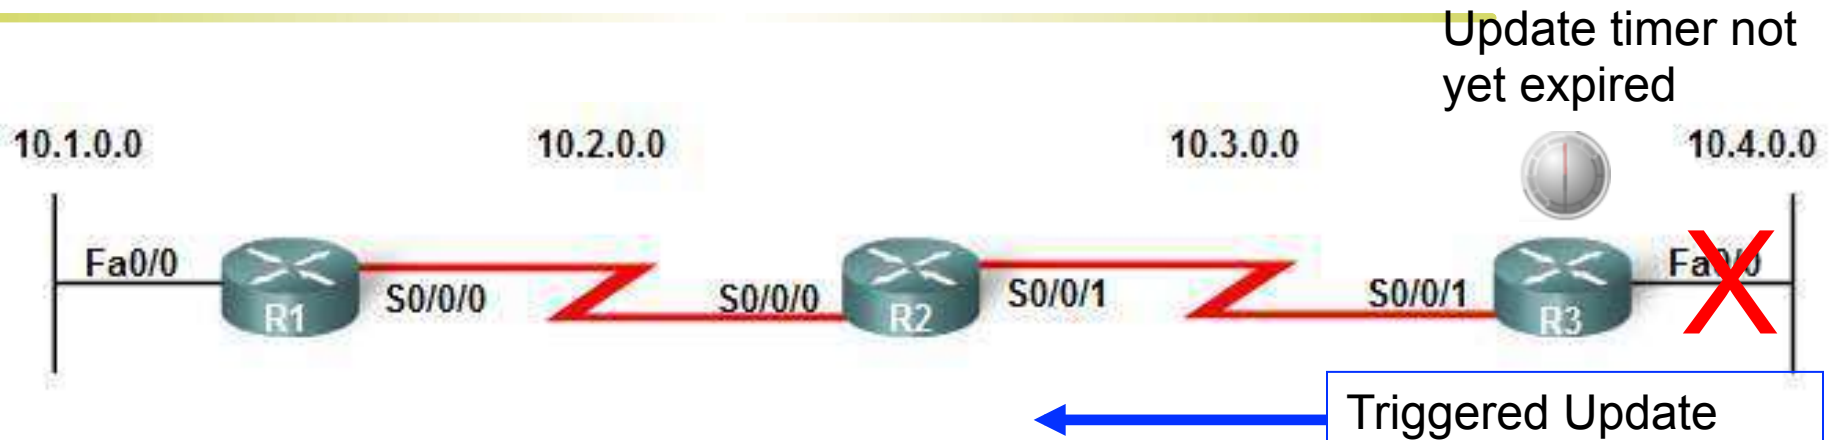 Update timer not
yet expired
10.1.0.0
10.2.0.0
10.3.0.0
10.4.0.0
Fa0/0
R1
S0/0/0
S0/0/0
R2
S0/0/1
S0/0/1
R3
Fa0/0
X
Triggered Update